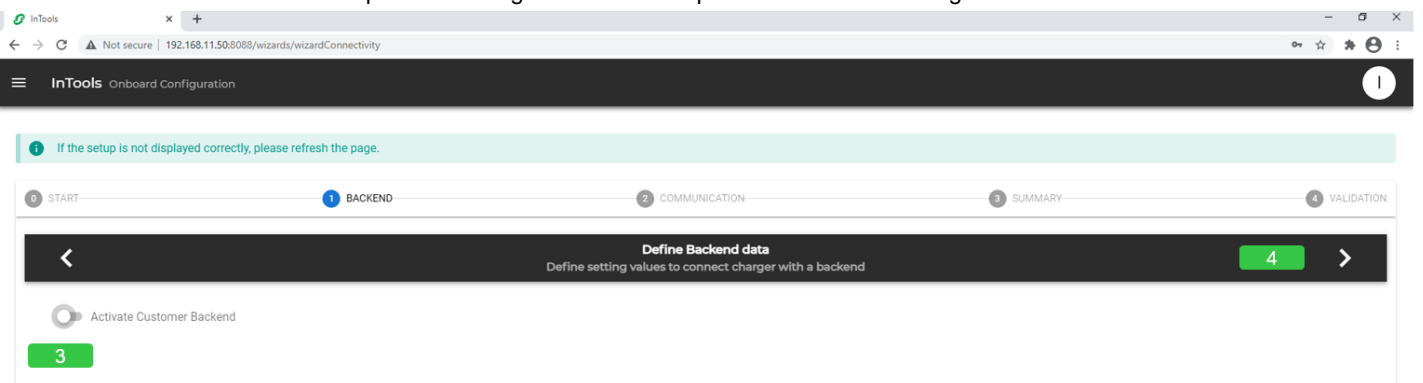 InTools
Not secure | 192.168.11.50:8088/wizards/wizardConnectivity
InTools Onboard Configuration
I
If the setup is not displayed correctly, please refresh the page.
0 START 1 BACKEND 2 COMMUNICATION 3 SUMMARY 4 VALIDATION
Define Backend data
Define setting values to connect charger with a backend
4
Activate Customer Backend
3